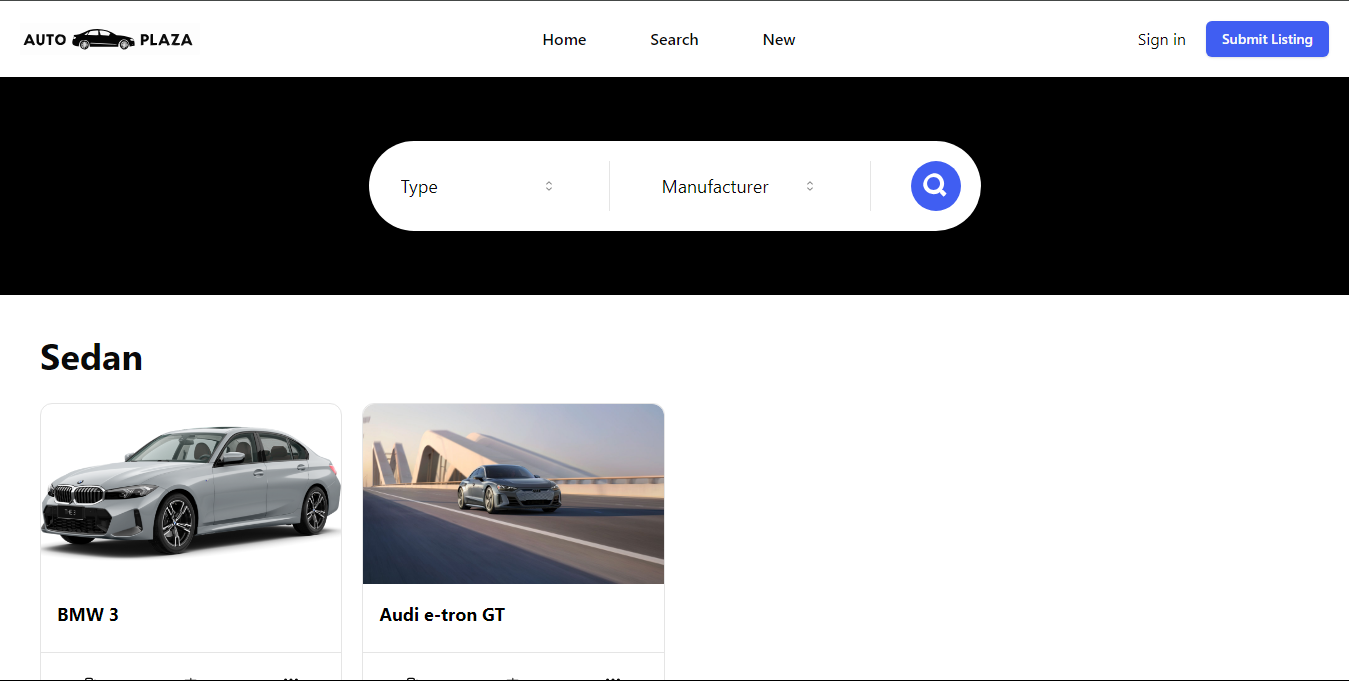 AUTO PLAZA
Home
Search
New
Sign in
Submit Listing
Type
Manufacturer
Sedan
BMW 3
Audi e-tron GT